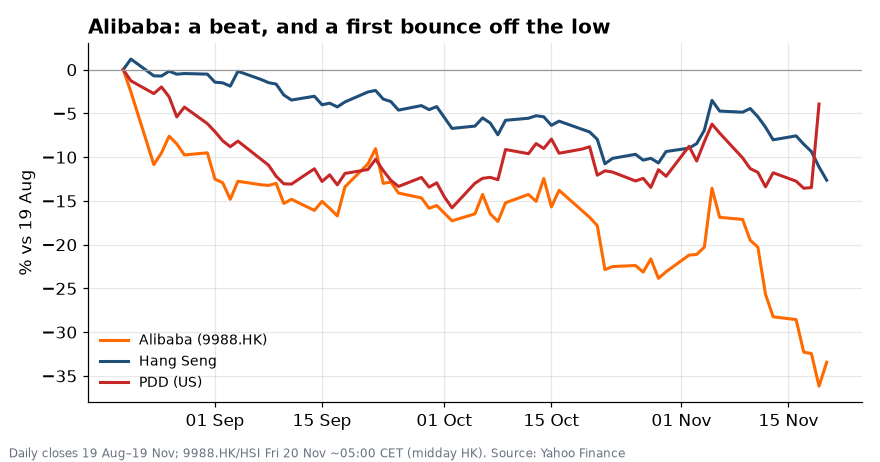 Alibaba: a beat, and a first bounce off the low
% vs 19 Aug
0
−5
−10
−15
−20
−25
−30
−35
Alibaba (9988.HK)
Hang Seng
PDD (US)
01 Sep
15 Sep
01 Oct
15 Oct
01 Nov
15 Nov
Daily closes 19 Aug–19 Nov; 9988.HK/HSI Fri 20 Nov ~05:00 CET (midday HK). Source: Yahoo Finance